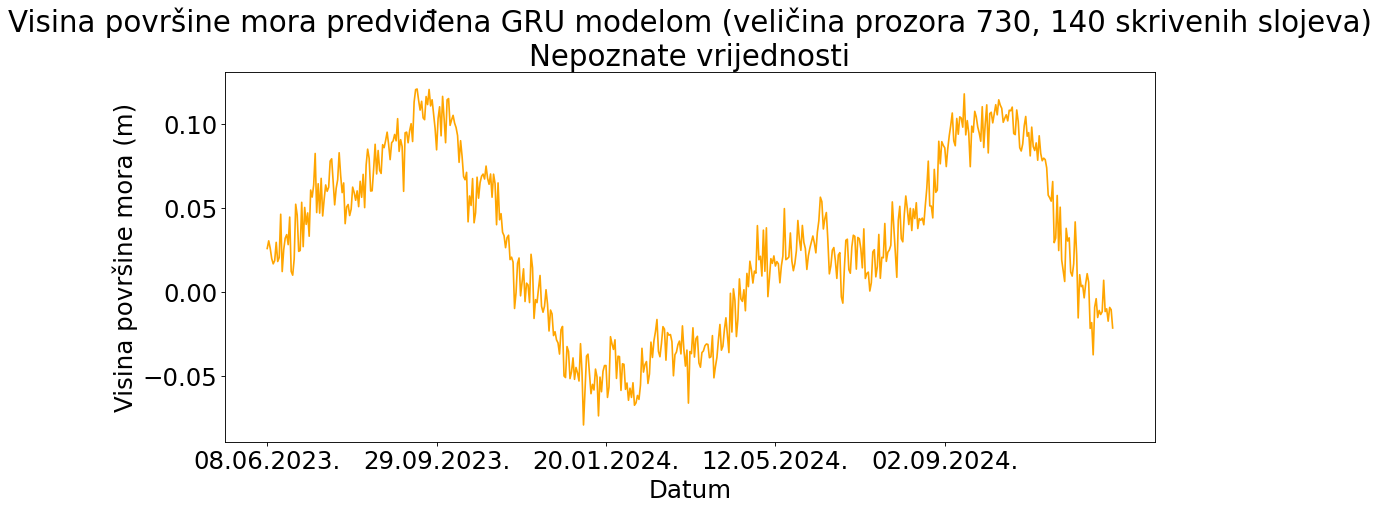 Visina površine mora predviđena GRU modelom (veličina prozora 730, 140 skrivenih slojeva)
Nepoznate vrijednosti
Visina površine mora (m)
0.10
0.05
0.00
−0.05
08.06.2023. 29.09.2023. 20.01.2024. 12.05.2024. 02.09.2024.
Datum